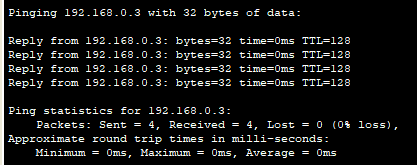 Pinging 192.168.0.3 with 32 bytes of data:
Reply from 192.168.0.3: bytes=32 time=0ms TTL=128
Reply from 192.168.0.3: bytes=32 time=0ms TTL=128
Reply from 192.168.0.3: bytes=32 time=0ms TTL=128
Reply from 192.168.0.3: bytes=32 time=0ms TTL=128
Ping statistics for 192.168.0.3:
Packets: Sent = 4, Received = 4, Lost = 0 (0% loss),
Approximate round trip times in milli-seconds:
Minimum = 0ms, Maximum = 0ms, Average = 0ms